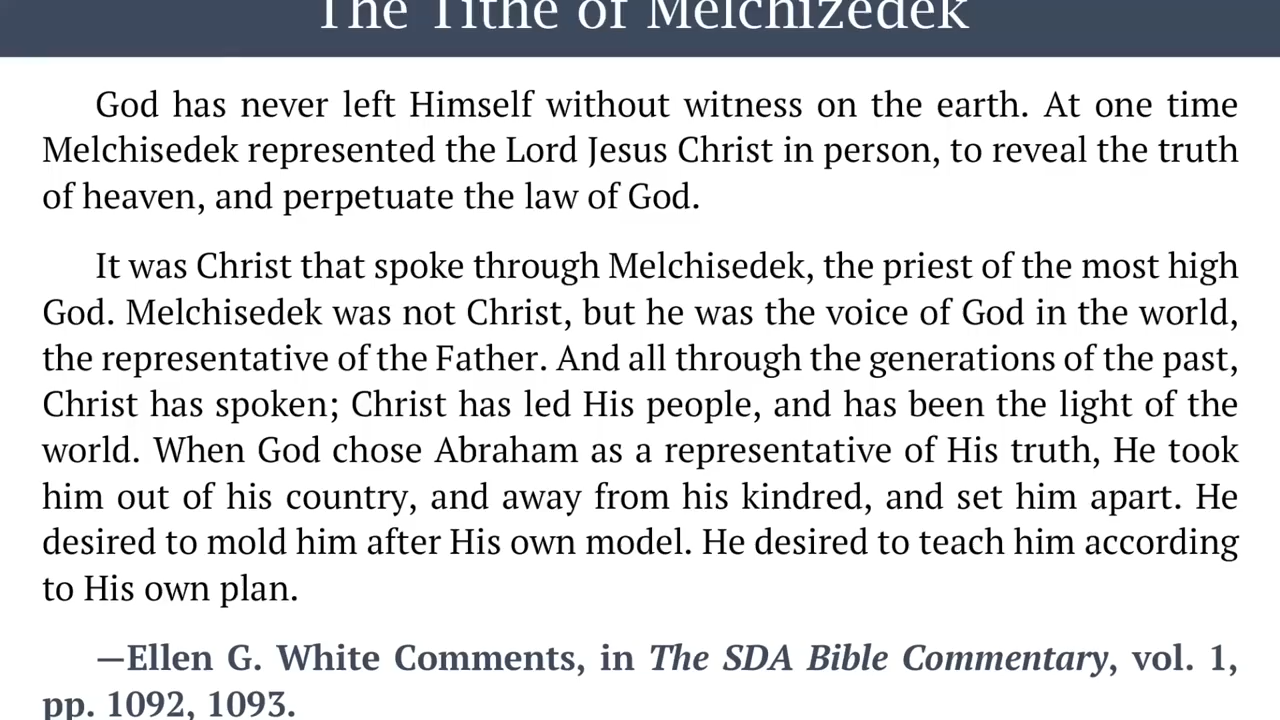 The Tithe of Melchizedek
God has never left Himself without witness on the earth. At one time
Melchisedek represented the Lord Jesus Christ in person, to reveal the truth
of heaven, and perpetuate the law of God.
It was Christ that spoke through Melchisedek, the priest of the most high
God. Melchisedek was not Christ, but he was the voice of God in the world,
the representative of the Father. And all through the generations of the past,
Christ has spoken; Christ has led His people, and has been the light of the
world. When God chose Abraham as a representative of His truth, He took
him out of his country, and away from his kindred, and set him apart. He
desired to mold him after His own model. He desired to teach him according
to His own plan.
—Ellen G. White Comments, in The SDA Bible Commentary, vol. 1,
pp. 1092, 1093.